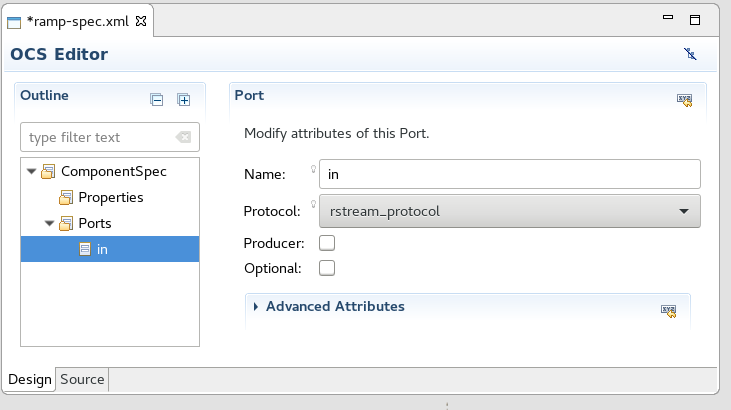 *ramp-spec.xml
OCS Editor
Outline
type filter text
ComponentSpec
Properties
Ports
in
Port
Modify attributes of this Port.
Name: in
Protocol: rstream_protocol
Producer:
Optional:
Advanced Attributes
Design Source